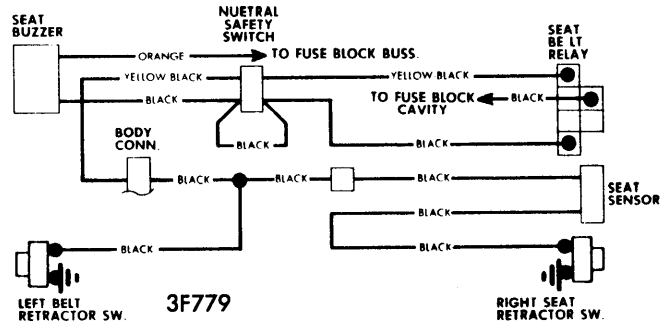 SEAT
BUZZER
NUETRAL
SAFETY
SWITCH
SEAT
BE LT
RELAY
ORANGE
TO FUSE BLOCK BUSS.
YELLOW BLACK
YELLOW BLACK
BLACK
TO FUSE BLOCK
CAVITY
BLACK
BODY
CONN.
BLACK
BLACK
BLACK
BLACK
BLACK
SEAT
SENSOR
BLACK
BLACK
LEFT BELT
RETRACTOR SW.
3F779
RIGHT SEAT
RETRACTOR SW.